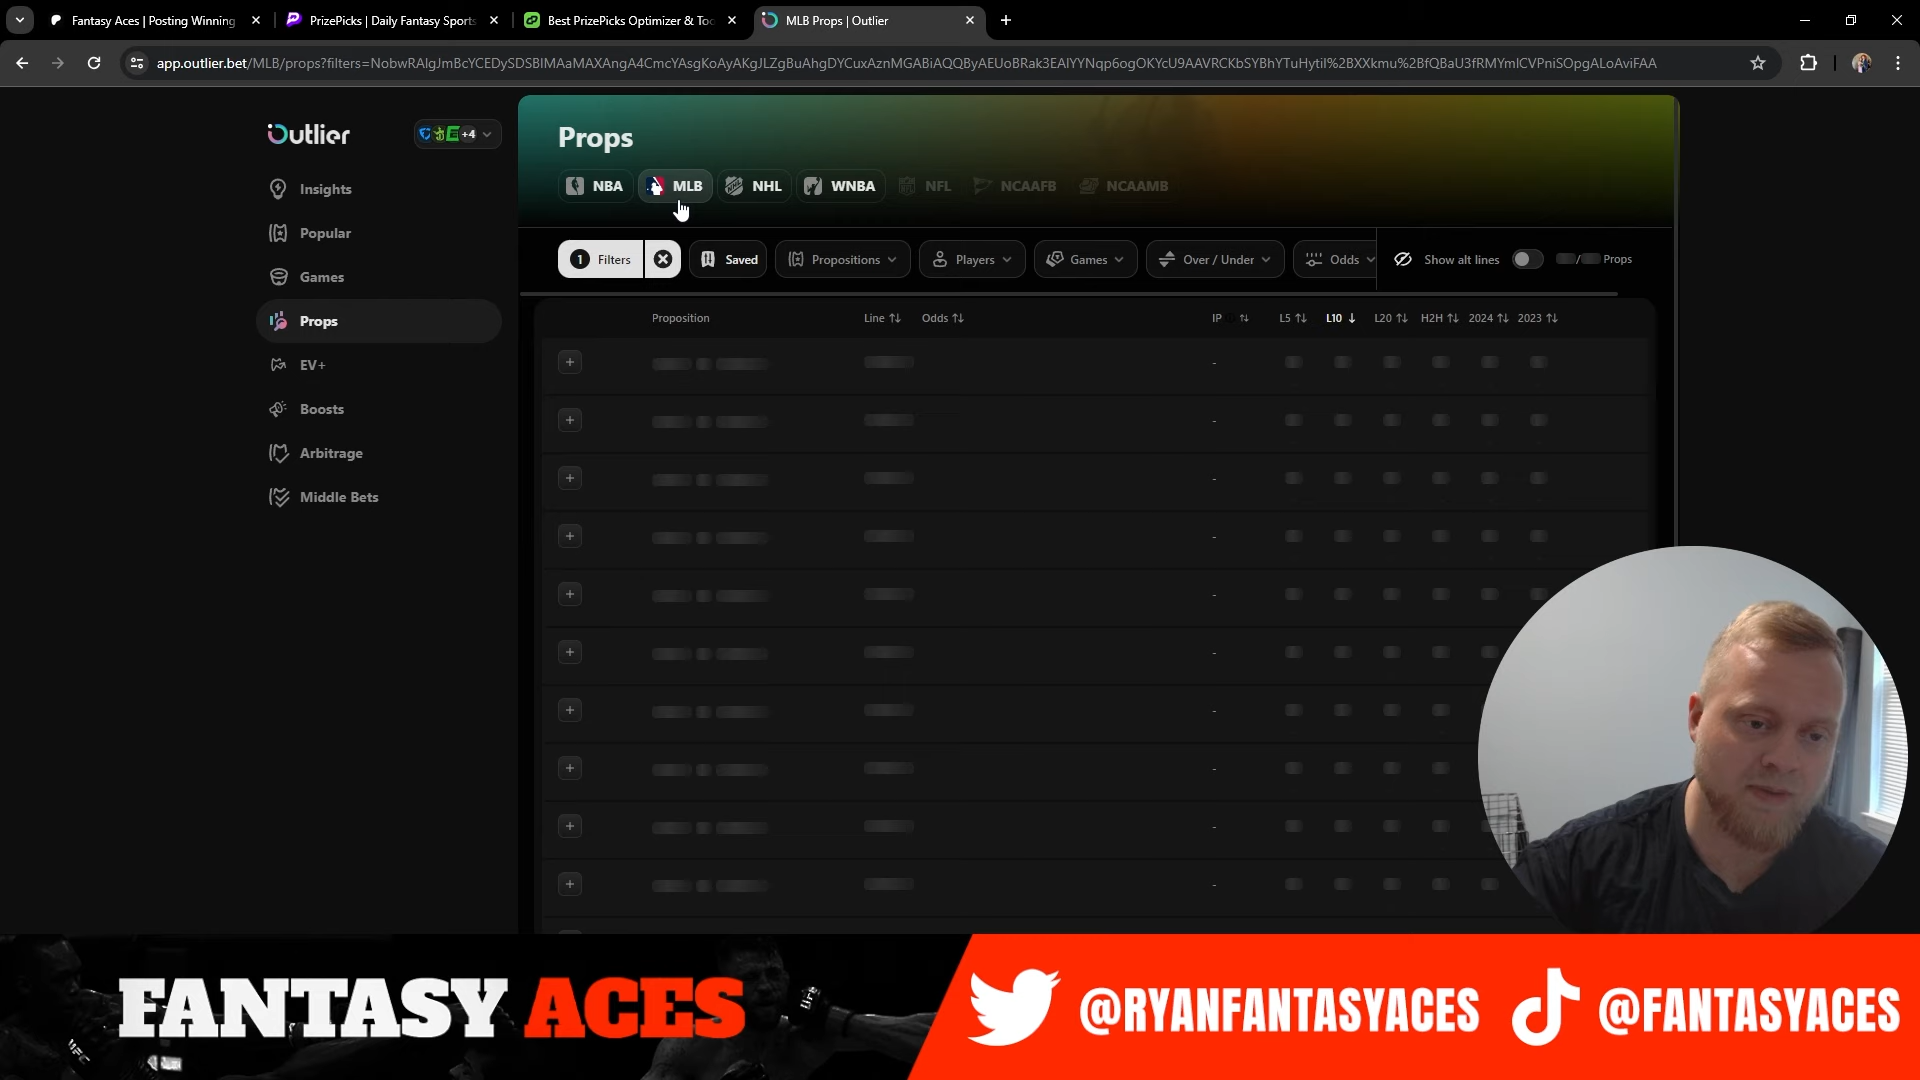 Fantasy Aces | Posting Winning
PrizePicks | Daily Fantasy Sports
Best PrizePicks Optimizer & Too
MLB Props | Outlier
app.outlier.bet/MLB/props?filters=
Outlier
+4
Insights
Popular
Games
Props
EV+
Boosts
Arbitrage
Middle Bets
Props
NBA
MLB
NHL
WNBA
NFL
NCAAFB
NCAAMB
1 Filters
Saved
Propositions
Players
Games
Over / Under
Odds
Show alt lines
/ Props
Proposition Line Odds IP L5 L10 L20 H2H 2024 2023
FANTASY ACES
@RYANFANTASYACES
@FANTASYACES
UFC